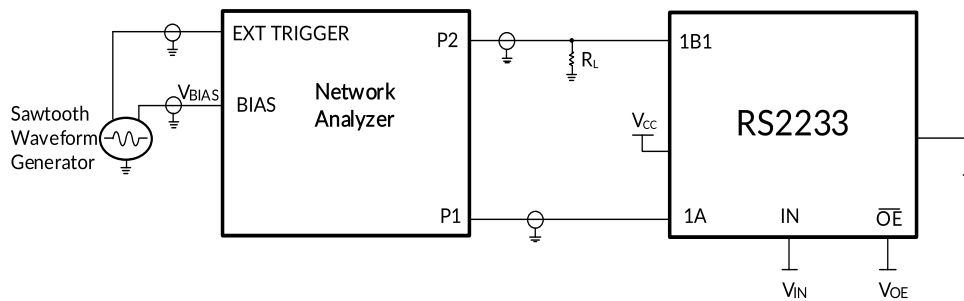 EXT TRIGGER
P2
1B1
RL
VBIAS
BIAS
Network
Analyzer
Sawtooth
Waveform
Generator
VCC
RS2233
P1
1A
IN
OE
VIN
VOE